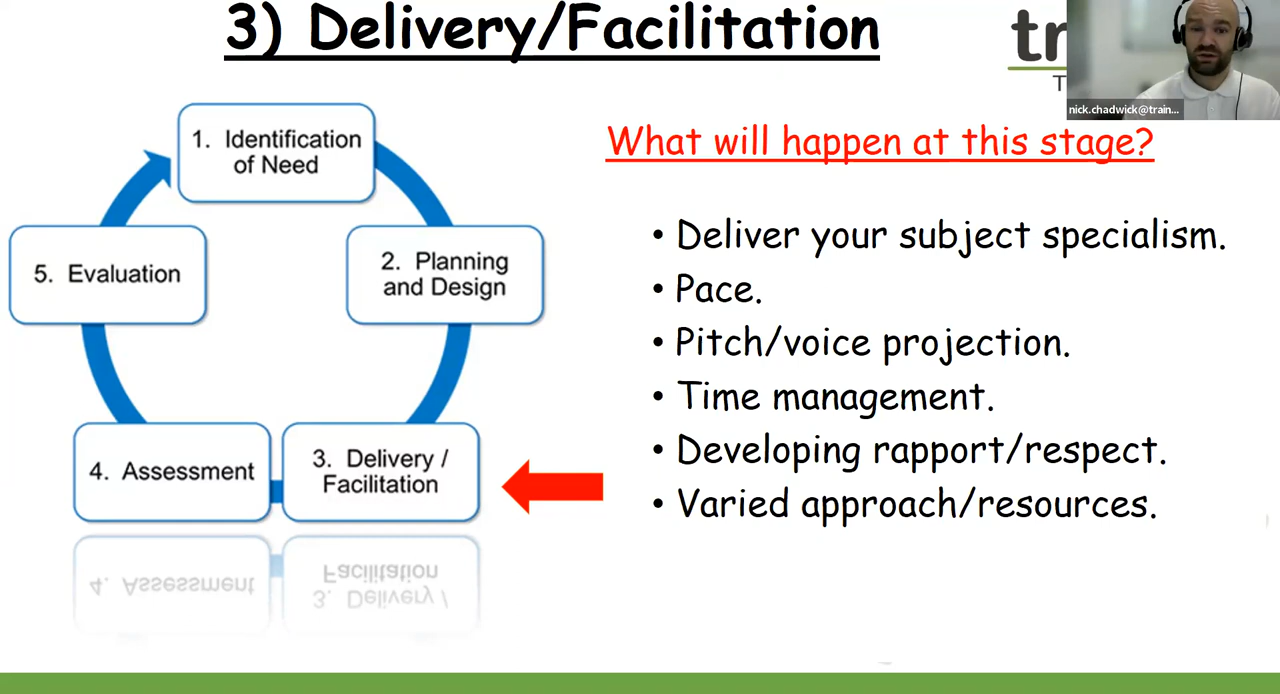 3) Delivery/Facilitation
nick.chadwick@train...
What will happen at this stage?
1. Identification
of Need
2. Planning
and Design
3. Delivery /
Facilitation
4. Assessment
5. Evaluation
• Deliver your subject specialism.
• Pace.
• Pitch/voice projection.
• Time management.
• Developing rapport/respect.
• Varied approach/resources.